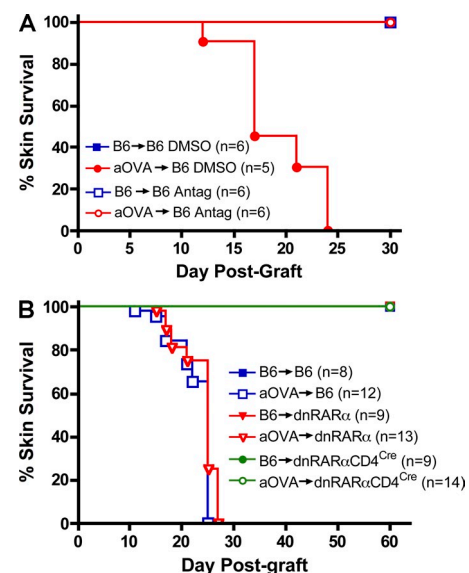 A
% Skin Survival
100
80
60
40
20
0
B6→B6 DMSO (n=6)
aOVA→B6 DMSO (n=5)
B6→B6 Antag (n=6)
aOVA→B6 Antag (n=6)
0 5 10 15 20 25 30
Day Post-Graft
B
% Skin Survival
100
80
60
40
20
0
B6→B6 (n=8)
aOVA→B6 (n=12)
B6→dnRARα (n=9)
aOVA→dnRARα (n=13)
B6→dnRARαCD4Cre (n=9)
aOVA→dnRARαCD4Cre (n=14)
0 10 20 30 40 50 60
Day Post-graft